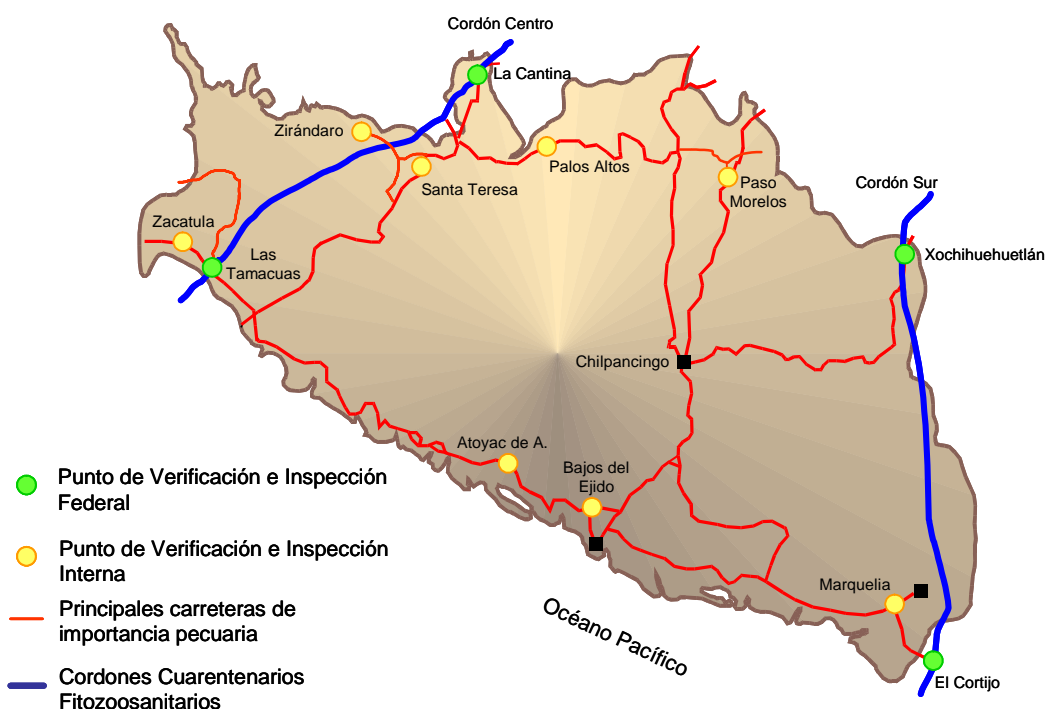 Cordón Centro
La Cantina
Zirándaro
Santa Teresa
Palos Altos
Paso
Morelos
Cordón Sur
Zacatula
Las
Tamacuas
Xochihuehuetlán
Chilpancingo
Atoyac de A.
Bajos del
Ejido
Marquelia
El Cortijo
Océano Pacífico
Punto de Verificación e Inspección
Federal
Punto de Verificación e Inspección
Interna
Principales carreteras de
importancia pecuaria
Cordones Cuarentenarios
Fitozoosanitarios